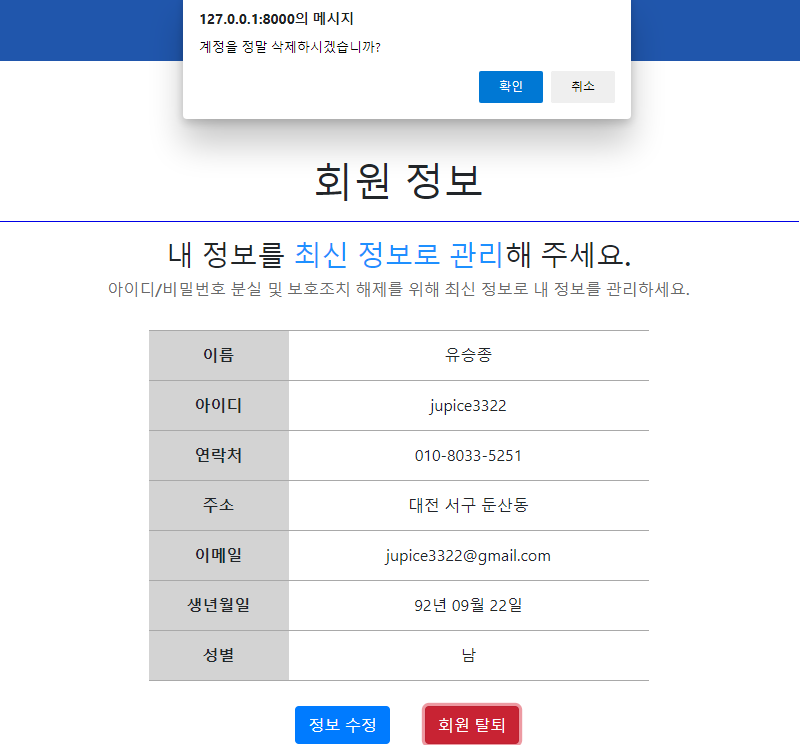 127.0.0.1:8000의 메시지
계정을 정말 삭제하시겠습니까?
확인 취소
회원 정보
내 정보를 최신 정보로 관리해 주세요.
아이디/비밀번호 분실 및 보호조치 해제를 위해 최신 정보로 내 정보를 관리하세요.
이름 유승종
아이디 jupice3322
연락처 010-8033-5251
주소 대전 서구 둔산동
이메일 jupice3322@gmail.com
생년월일 92년 09월 22일
성별 남
정보 수정 회원 탈퇴